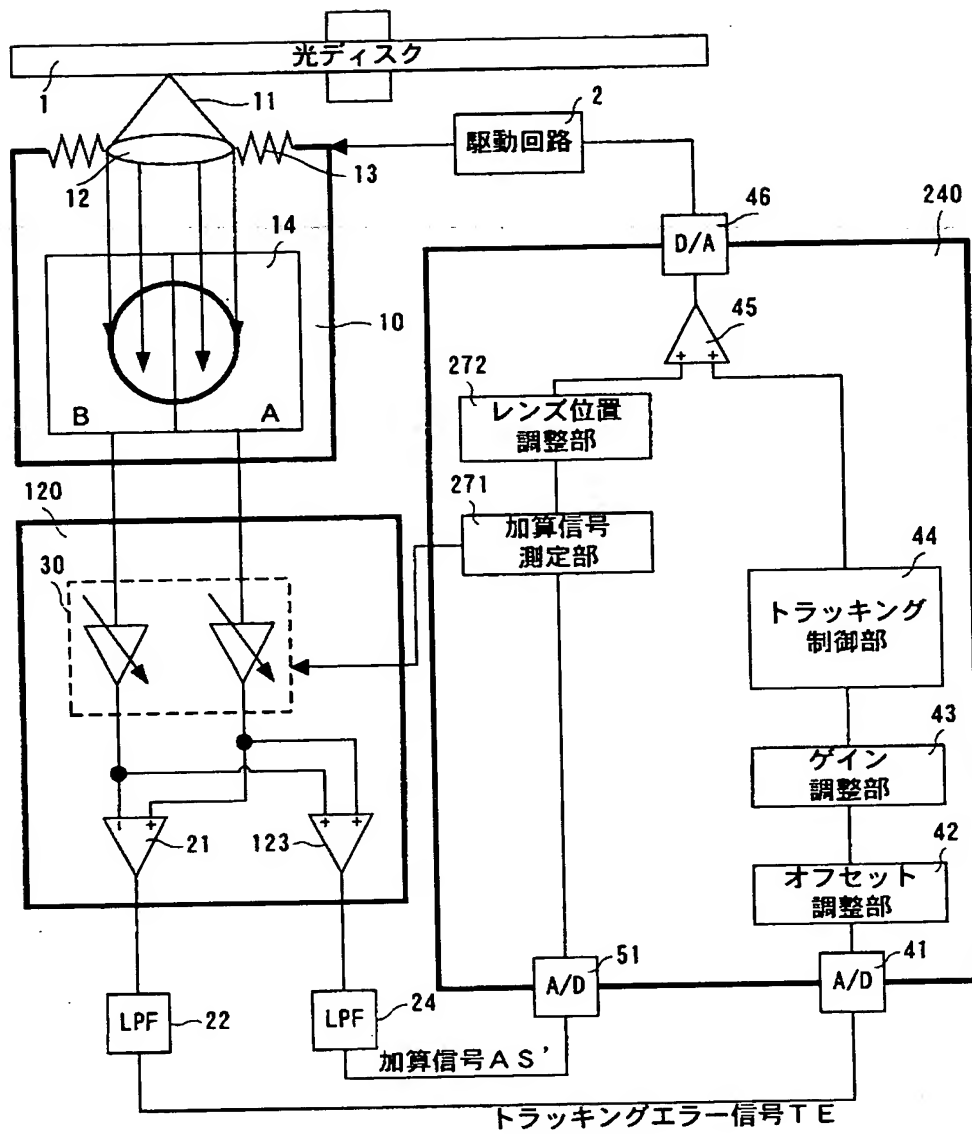 光ディスク
1
11
2
駆動回路
12
13
46
240
14
D/A
10
45
272
B
A
レンズ位置
調整部
271
120
加算信号
測定部
44
30
トラッキング
制御部
43
ゲイン
調整部
- +
21
123
+ +
42
オフセット
調整部
51
41
A/D
A/D
LPF
22
LPF
24
加算信号AS'
トラッキングエラー信号TE
+ +